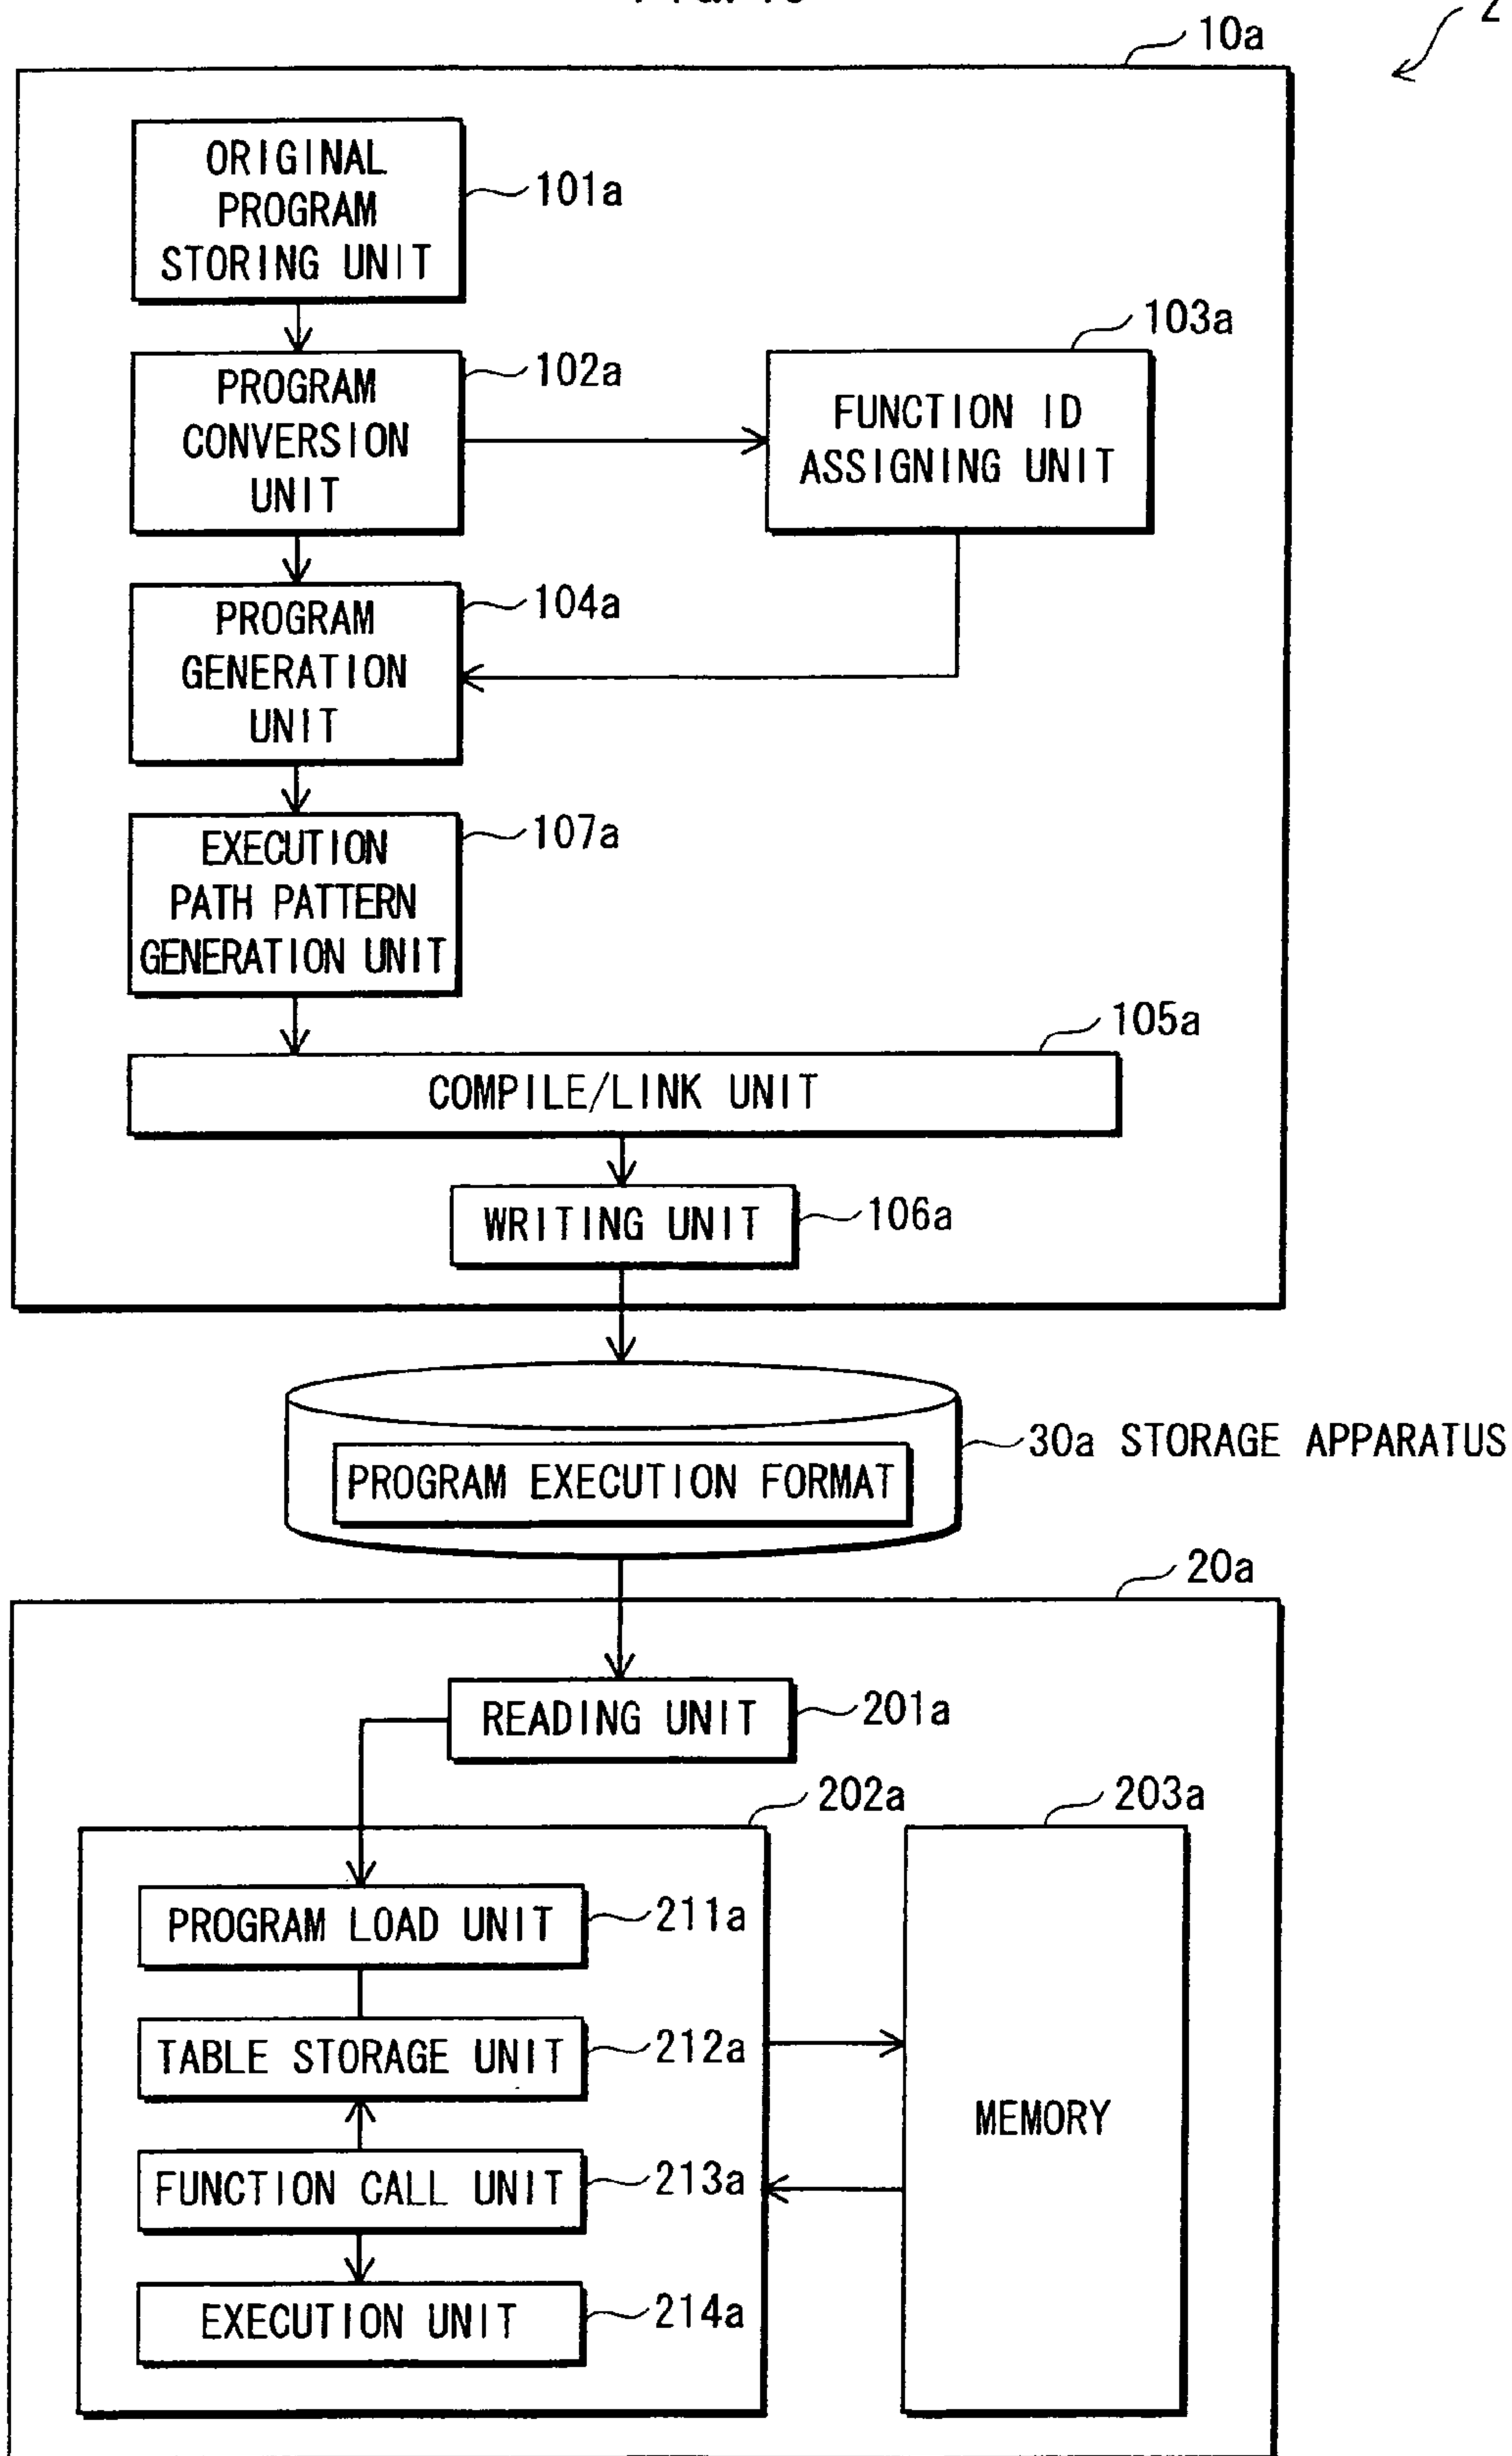 2
10a
ORIGINAL
PROGRAM
STORING UNIT
101a
103a
PROGRAM
CONVERSION
UNIT
102a
FUNCTION ID
ASSIGNING UNIT
PROGRAM
GENERATION
UNIT
104a
EXECUTION
PATH PATTERN
GENERATION UNIT
107a
105a
COMPILE/LINK UNIT
WRITING UNIT
106a
PROGRAM EXECUTION FORMAT
30a STORAGE APPARATUS
20a
READING UNIT
201a
202a
203a
PROGRAM LOAD UNIT
211a
TABLE STORAGE UNIT
212a
MEMORY
FUNCTION CALL UNIT
213a
EXECUTION UNIT
214a